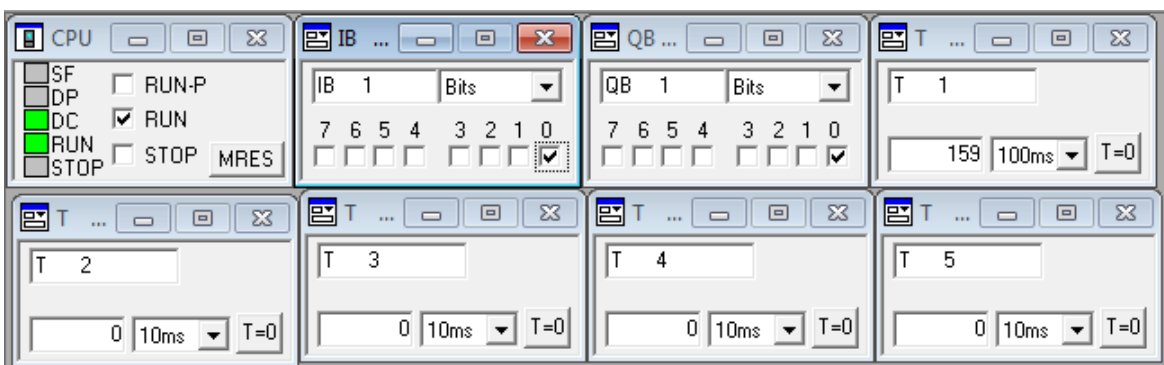 CPU
SF
DP
DC
RUN
STOP
RUN-P
RUN
STOP
MRES
IB ...
IB 1 Bits
7 6 5 4 3 2 1 0
QB ...
QB 1 Bits
7 6 5 4 3 2 1 0
T ...
T 1
159 100ms T=0
T ...
T 2
0 10ms T=0
T ...
T 3
0 10ms T=0
T ...
T 4
0 10ms T=0
T ...
T 5
0 10ms T=0